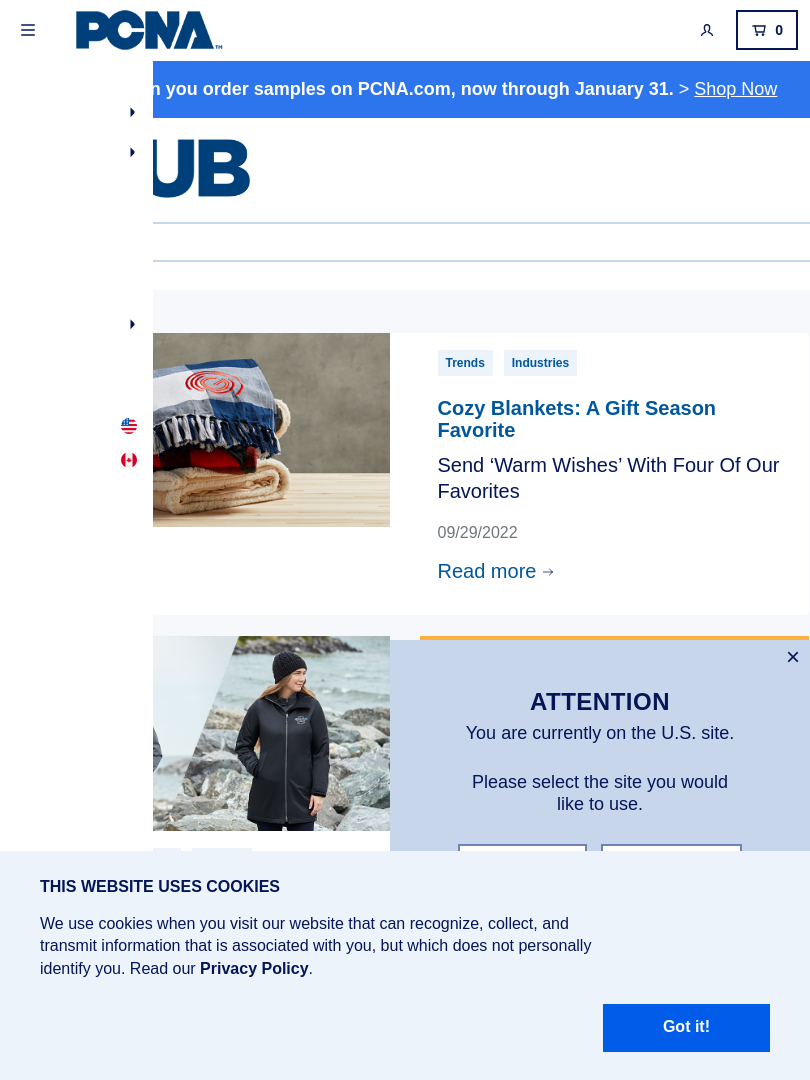 PCNA™
0
you order samples on PCNA.com, now through January 31. > Shop Now
UB
Trends Industries
Cozy Blankets: A Gift Season
Favorite
Send ‘Warm Wishes’ With Four Of Our
Favorites
09/29/2022
Read more
ATTENTION
You are currently on the U.S. site.
Please select the site you would
like to use.
THIS WEBSITE USES COOKIES
We use cookies when you visit our website that can recognize, collect, and
transmit information that is associated with you, but which does not personally
identify you. Read our Privacy Policy.
Got it!